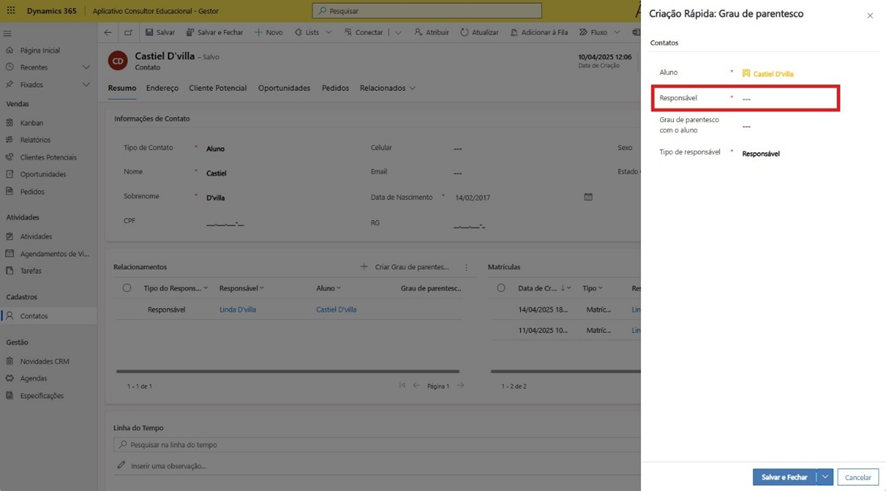 Dynamics 365
Aplicativo Consultor Educacional - Gestor
Pesquisar
Salvar
Salvar e Fechar
Novo
Lists
Conectar
Atribuir
Atualizar
Adicionar à Fila
Fluxo
Página Inicial
Recentes
Fixados
Vendas
Kanban
Relatórios
Clientes Potenciais
Oportunidades
Pedidos
Atividades
Atividades
Agendamentos de Vi...
Tarefas
Cadastros
Contatos
Gestão
Novidades CRM
Agendas
Especificações
CD
Castiel D'villa - Salvo
Contato
10/04/2025 12:06
Data de Criação
Resumo Endereço Cliente Potencial Oportunidades Pedidos Relacionados
Informações de Contato
Tipo de Contato * Aluno
Nome * Castiel
Sobrenome * D'villa
CPF ___.___.___-__
Celular ---
Email ---
Data de Nascimento * 14/02/2017
RG __.___.___-_
Sexo
Estado
Relacionamentos
+ Criar Grau de parentes...
Tipo do Respons... Responsável Aluno Grau de parentesc...
Responsável Linda D'villa Castiel D'villa
1 - 1 de 1
Página 1
Matrículas
Data de Cr... Tipo Re
14/04/2025 18... Matríc... Lin
11/04/2025 10... Matríc... Lin
1 - 2 de 2
Linha do Tempo
Pesquisar na linha do tempo
Inserir uma observação...
Criação Rápida: Grau de parentesco
Contatos
Aluno * Castiel D'villa
Responsável * ---
Grau de parentesco
com o aluno ---
Tipo de responsável * Responsável
Salvar e Fechar
Cancelar